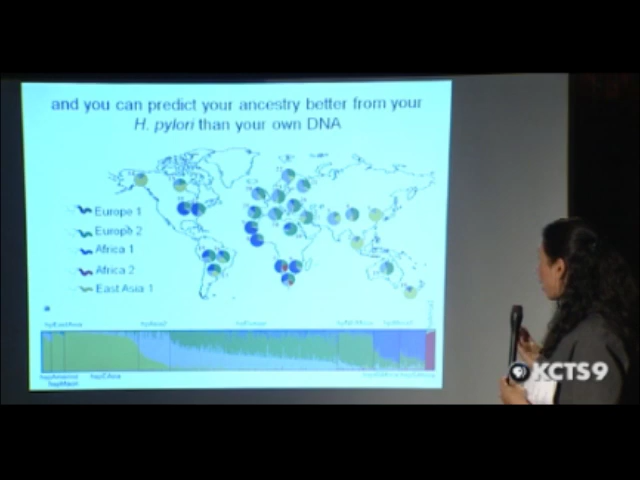 and you can predict your ancestry better from your
H. pylori than your own DNA
Europe 1
Europe 2
Africa 1
Africa 2
East Asia 1
KCTS9